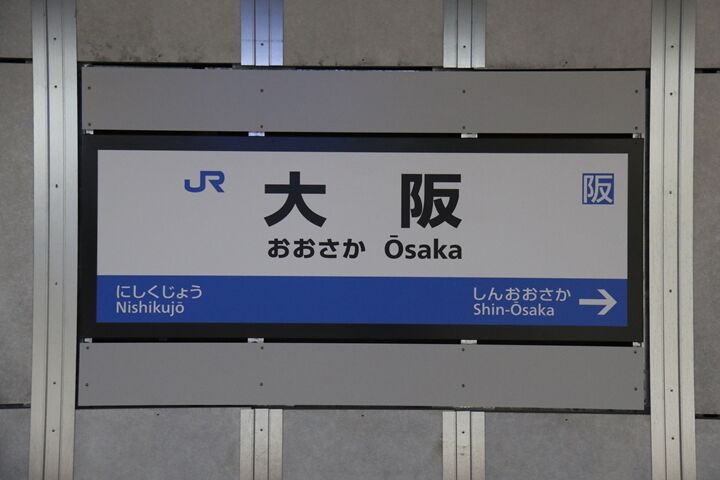 JR 大阪 阪
おおさか Ōsaka
にしくじょう しんおおさか
Nishikujō Shin-Ōsaka →